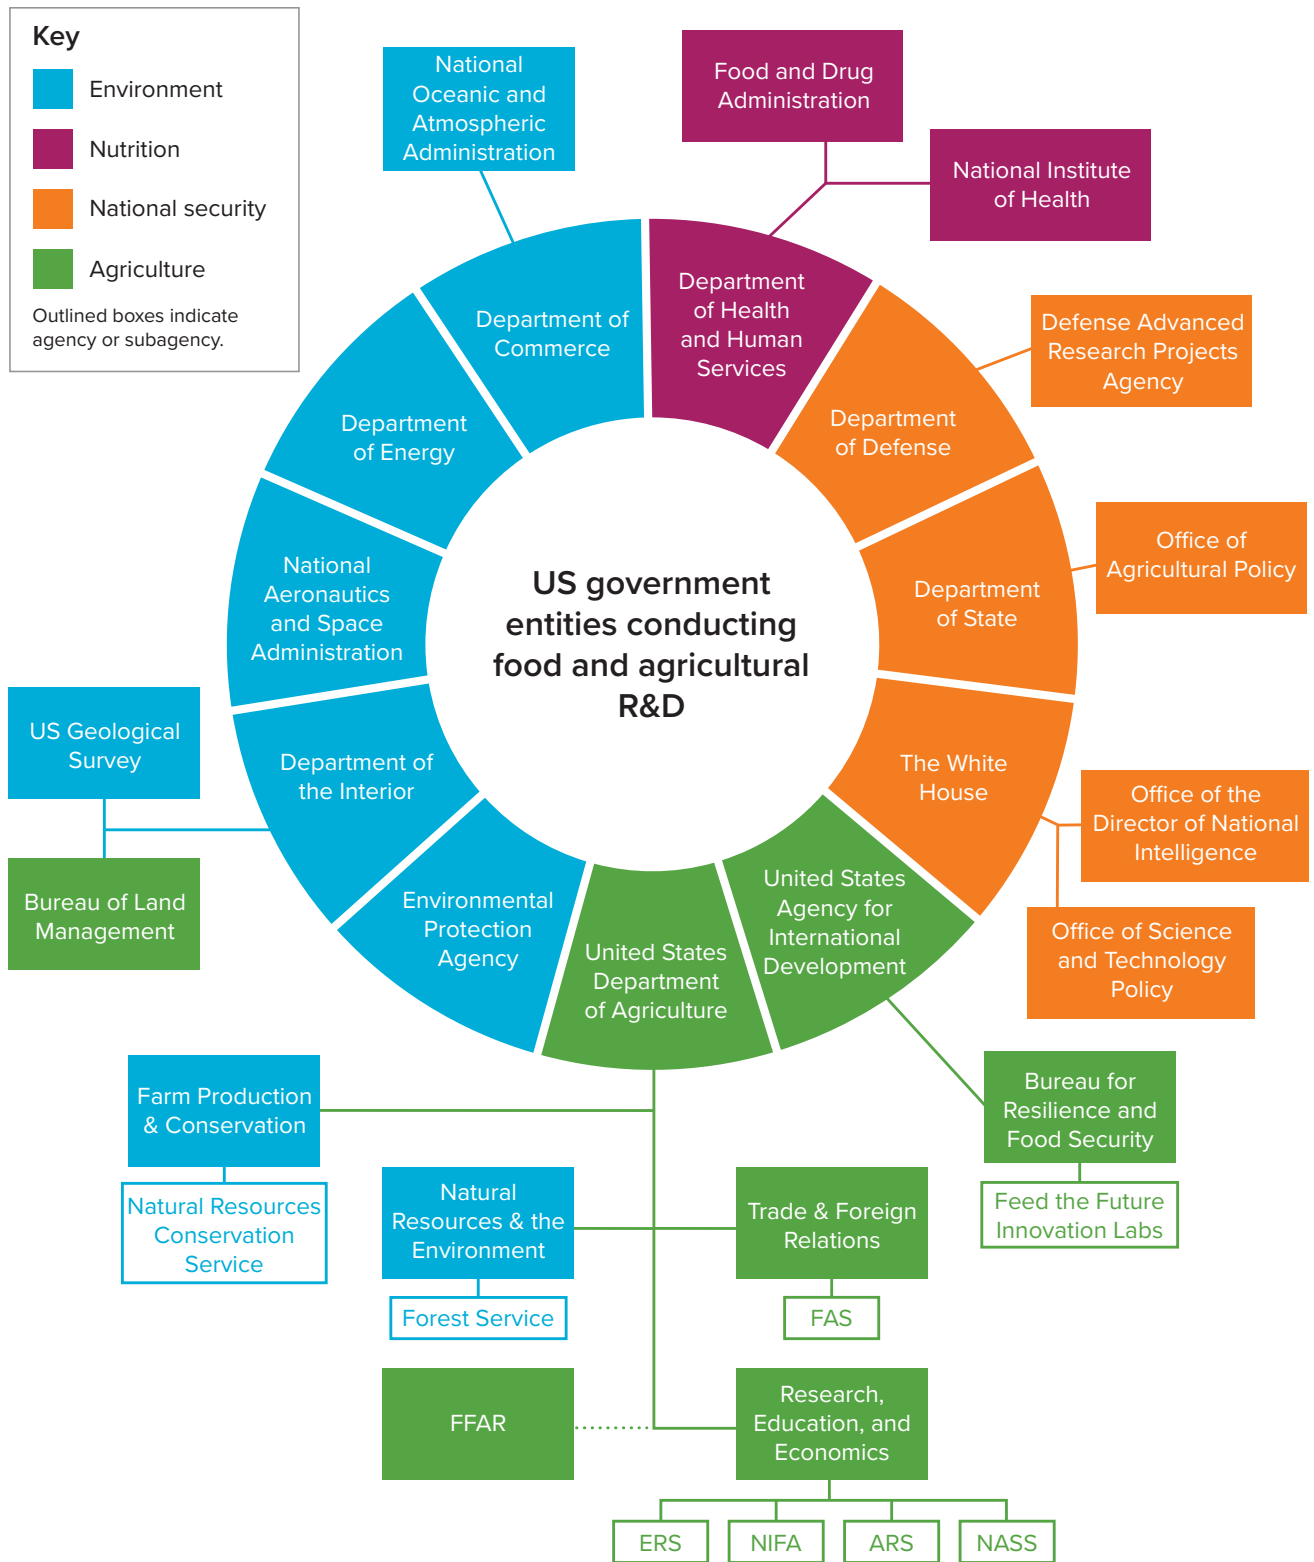 Key
Environment
Nutrition
National security
Agriculture
Outlined boxes indicate
agency or subagency.
National
Oceanic and
Atmospheric
Administration
Food and Drug
Administration
National Institute
of Health
Defense Advanced
Research Projects
Agency
Office of
Agricultural Policy
Office of the
Director of National
Intelligence
Office of Science
and Technology
Policy
Department of
Commerce
Department
of Health
and Human
Services
Department
of Defense
Department
of State
The White
House
United States
Agency for
International
Development
United States
Department
of Agriculture
Environmental
Protection
Agency
Department of
the Interior
National
Aeronautics
and Space
Administration
Department
of Energy
US government
entities conducting
food and agricultural
R&D
US Geological
Survey
Bureau of Land
Management
Farm Production
& Conservation
Natural Resources
Conservation
Service
Natural
Resources & the
Environment
Forest Service
Trade & Foreign
Relations
FAS
Bureau for
Resilience and
Food Security
Feed the Future
Innovation Labs
FFAR
Research,
Education, and
Economics
ERS
NIFA
ARS
NASS